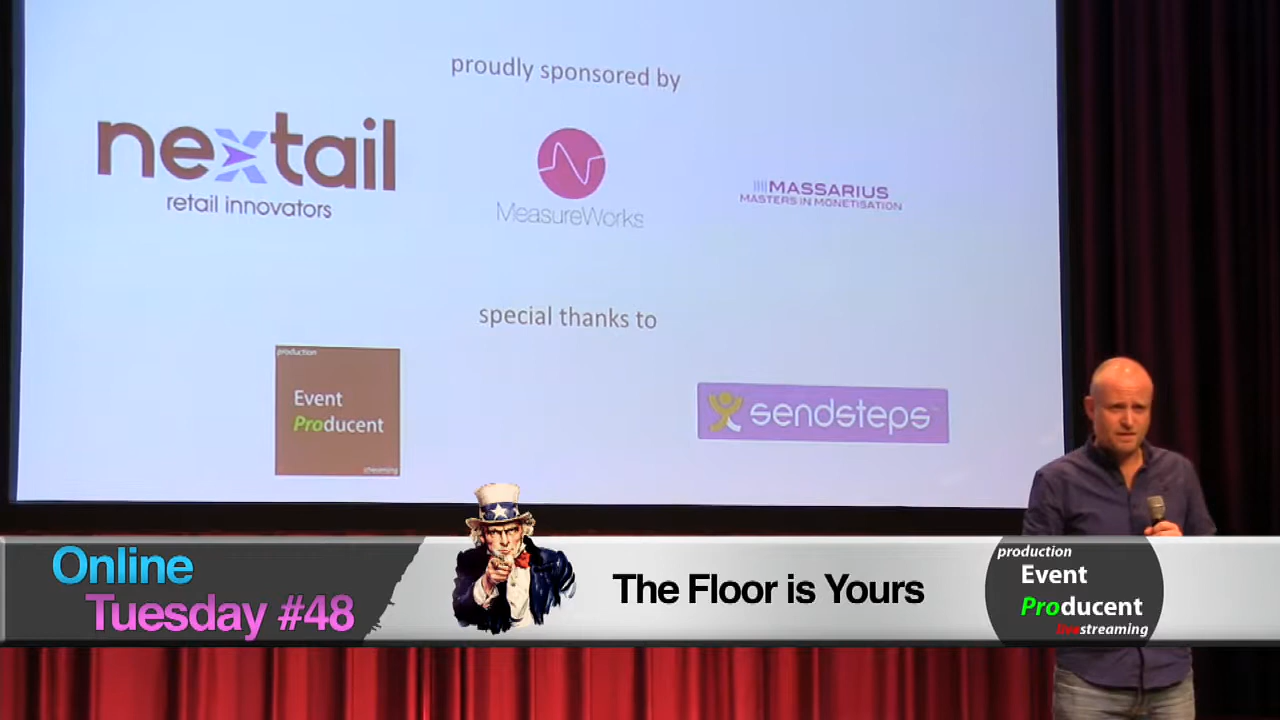 proudly sponsored by
nextail
retail innovators
MeasureWorks
MASSARIUS
MASTERS IN MONETISATION
special thanks to
production
Event
Producent
streaming
sendsteps
Online
Tuesday #48
The Floor is Yours
production
Event
Producent
livestreaming